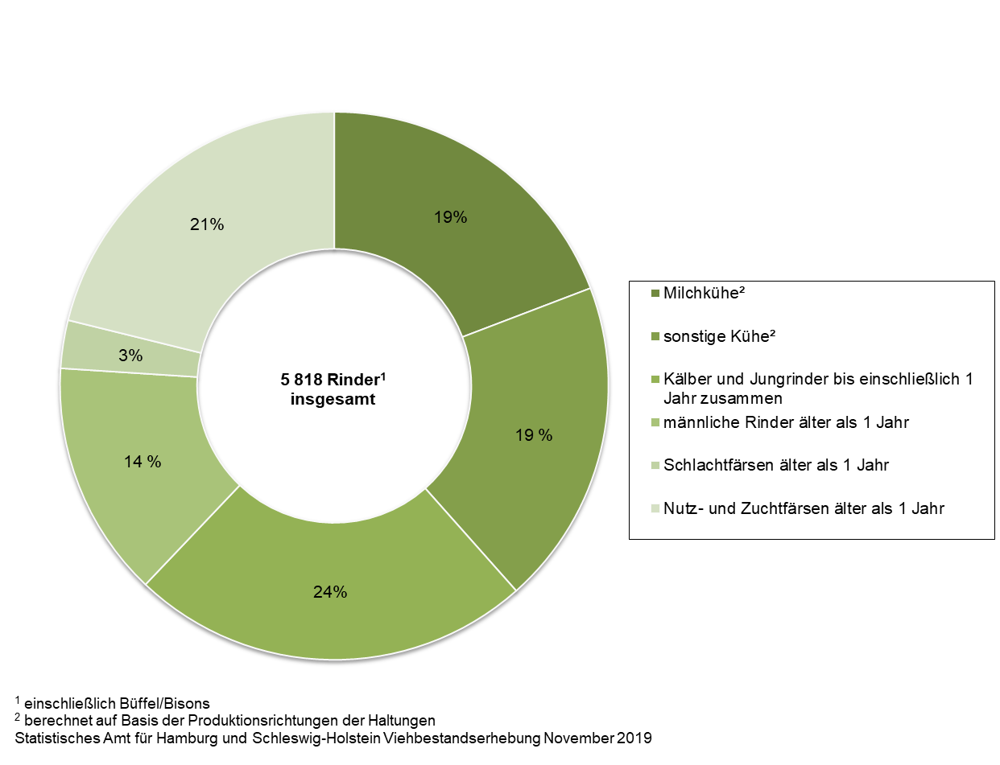 21%
19%
3%
5 818 Rinder¹
insgesamt
19 %
14 %
24%
Milchkühe²
sonstige Kühe²
Kälber und Jungrinder bis einschließlich 1
Jahr zusammen
männliche Rinder älter als 1 Jahr
Schlachtfärsen älter als 1 Jahr
Nutz- und Zuchtfärsen älter als 1 Jahr
¹ einschließlich Büffel/Bisons
² berechnet auf Basis der Produktionsrichtungen der Haltungen
Statistisches Amt für Hamburg und Schleswig-Holstein Viehbestandserhebung November 2019